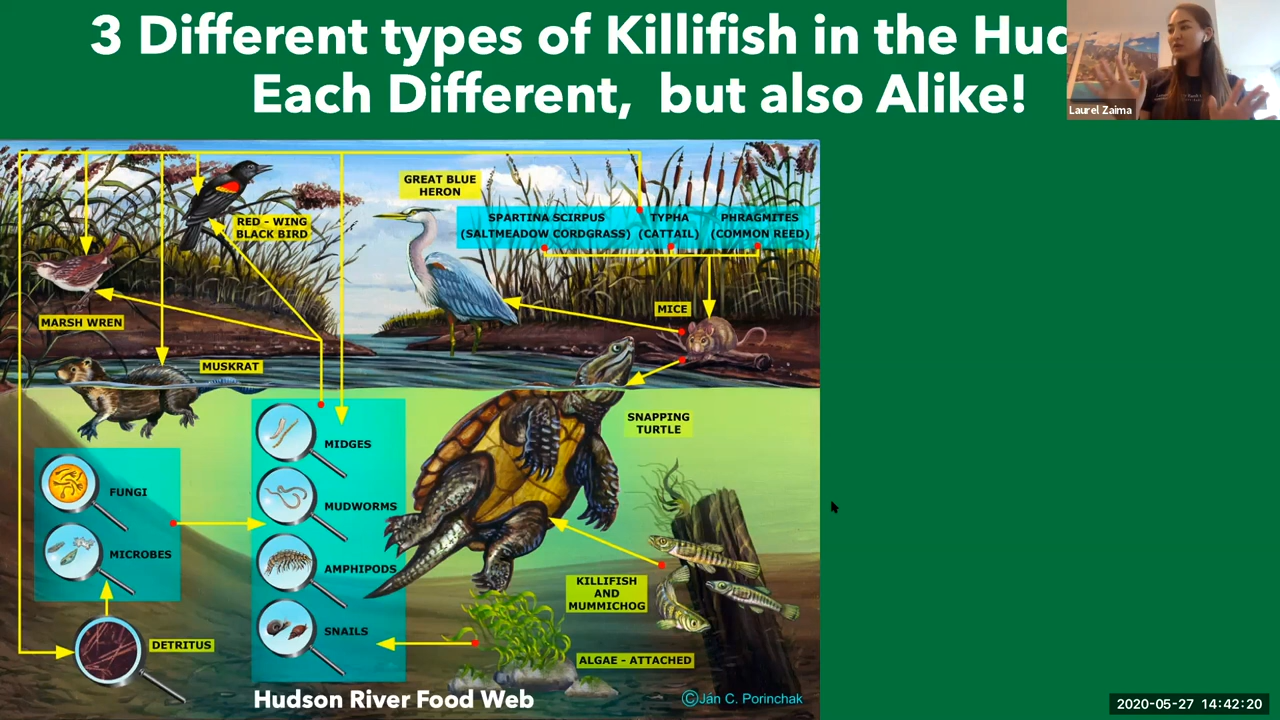 3 Different types of Killifish in the Hud
Each Different, but also Alike!
Laurel Zaima
GREAT BLUE
HERON
RED - WING
BLACK BIRD
SPARTINA SCIRPUS
(SALTMEADOW CORDGRASS)
TYPHA
(CATTAIL)
PHRAGMITES
(COMMON REED)
MARSH WREN
MICE
MUSKRAT
SNAPPING
TURTLE
MIDGES
FUNGI
MUDWORMS
MICROBES
AMPHIPODS
KILLIFISH
AND
MUMMICHOG
SNAILS
DETRITUS
ALGAE - ATTACHED
Hudson River Food Web
©Ján C. Porinchak
2020-05-27 14:42:20